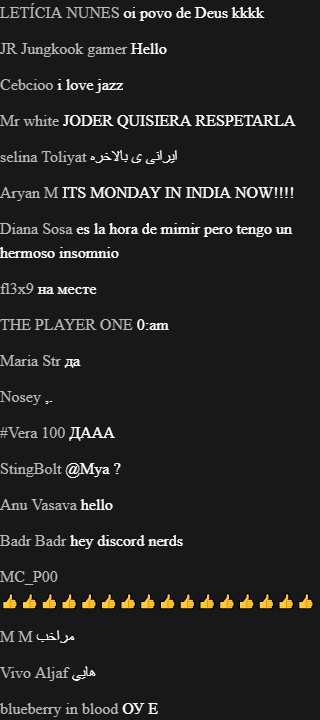 LETÍCIA NUNES oi povo de Deus kkkk
JR Jungkook gamer Hello
Cebcioo i love jazz
Mr white JODER QUISIERA RESPETARLA
selina Toliyat ایرانی ی بالاخره
Aryan M ITS MONDAY IN INDIA NOW!!!!
Diana Sosa es la hora de mimir pero tengo un
hermoso insomnio
fl3x9 на месте
THE PLAYER ONE 0:am
Maria Str да
Nosey ,.
#Vera 100 ДААА
StingBolt @Mya ?
Anu Vasava hello
Badr Badr hey discord nerds
MC_P00
👍👍👍👍👍👍👍👍👍👍👍👍👍👍👍👍
M M مراخب
Vivo Aljaf هايي
blueberry in blood ОУ Е